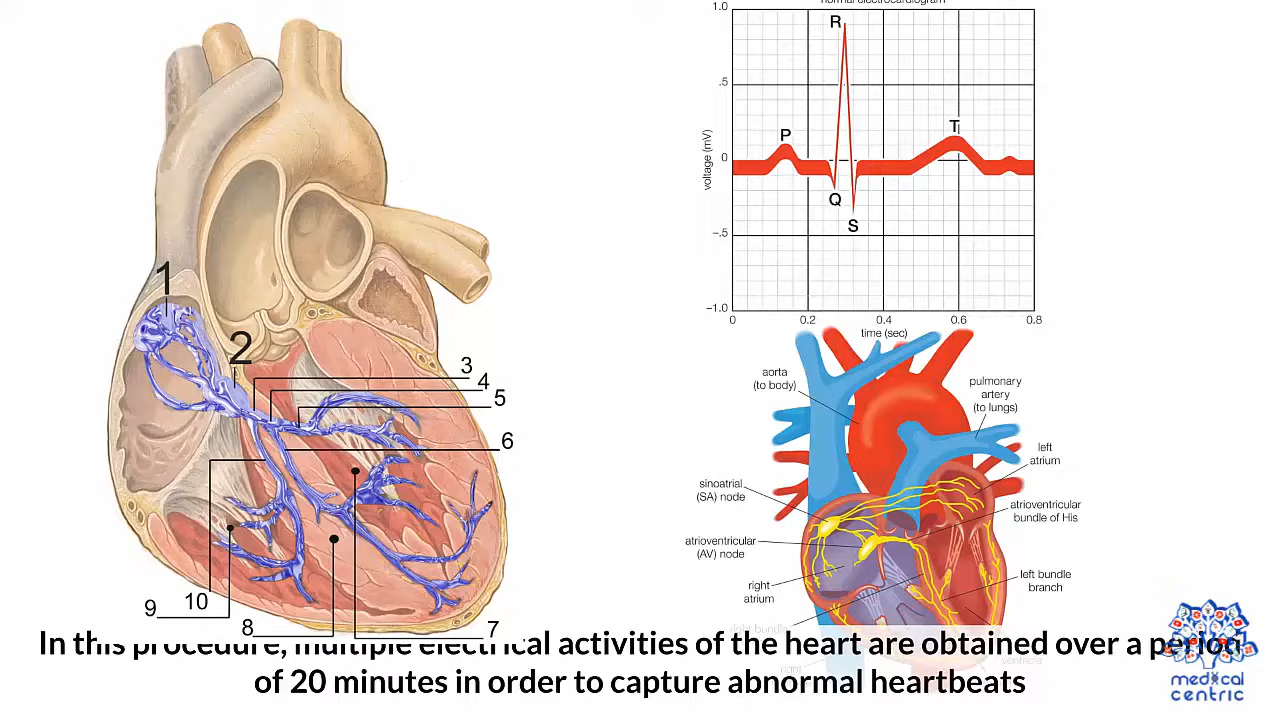 1
2
3
4
5
6
7
8
9
10
normal electrocardiogram
1.0
.5
0
-.5
-1.0
voltage (mV)
R
P
Q
S
T
0 0.2 0.4 0.6 0.8
time (sec)
aorta
(to body)
pulmonary
artery
(to lungs)
left
atrium
sinoatrial
(SA) node
atrioventricular
bundle of His
atrioventricular
(AV) node
right
atrium
left bundle
branch
right bundle
right
ventricle
In this procedure, multiple electrical activities of the heart are obtained over a period
of 20 minutes in order to capture abnormal heartbeats
medical
centric